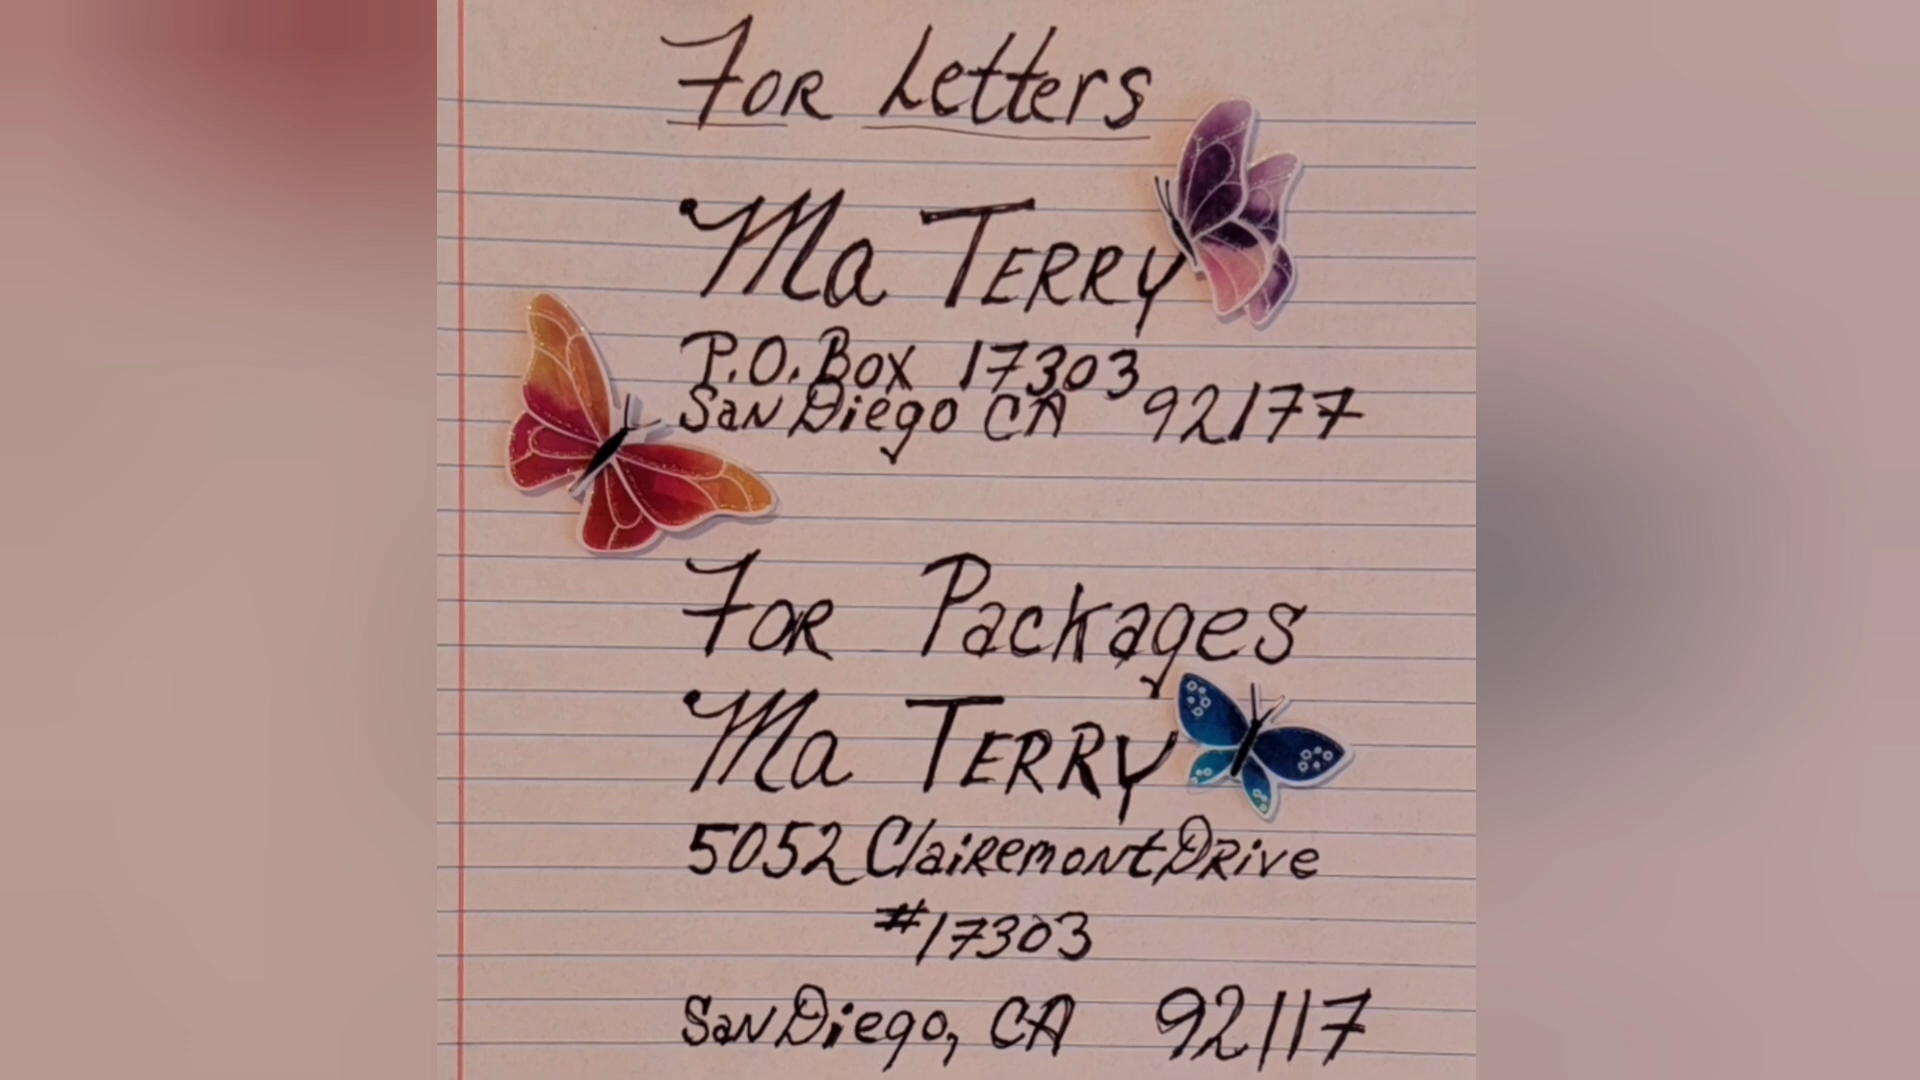 For Letters
Ma TERRY
P.O. Box 17303
San Diego CA 92177
For Packages
Ma TERRY
5052 Clairemont Drive
#17303
San Diego, CA 92117